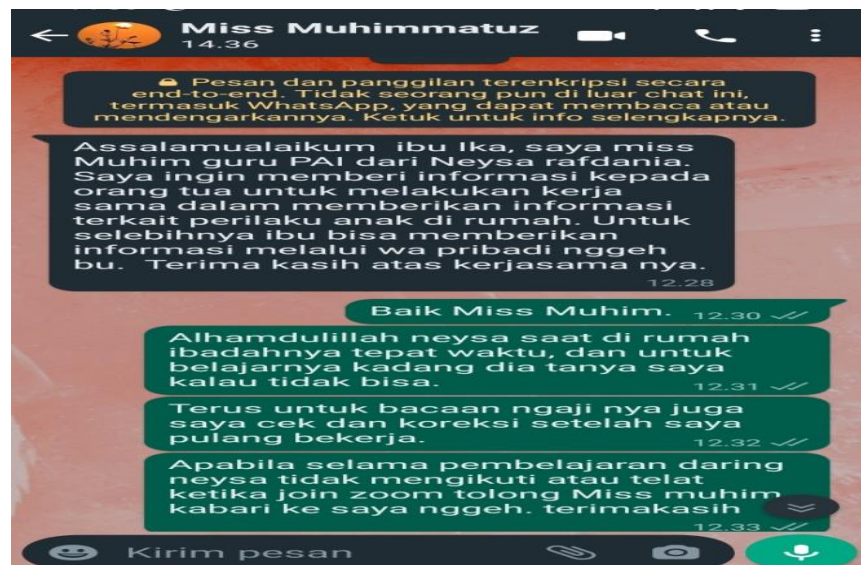 Miss Muhimmatuz
14.36
Pesan dan panggilan terenkripsi secara
end-to-end. Tidak seorang pun di luar chat ini,
termasuk WhatsApp, yang dapat membaca atau
mendengarkannya. Ketuk untuk info selengkapnya.
Assalamualaikum ibu Ika, saya miss
Muhim guru PAI dari Neysa rafdania.
Saya ingin memberi informasi kepada
orang tua untuk melakukan kerja
sama dalam memberikan informasi
terkait perilaku anak di rumah. Untuk
selebihnya ibu bisa memberikan
informasi melalui wa pribadi nggeh
bu. Terima kasih atas kerjasama nya.
12.28
Baik Miss Muhim. 12.30
Alhamdulillah neysa saat di rumah
ibadahnya tepat waktu, dan untuk
belajarnya kadang dia tanya saya
kalau tidak bisa. 12.31
Terus untuk bacaan ngaji nya juga
saya cek dan koreksi setelah saya
pulang bekerja. 12.32
Apabila selama pembelajaran daring
neysa tidak mengikuti atau telat
ketika join zoom tolong Miss muhim
kabari ke saya nggeh. terimakasih
12.33
Kirim pesan